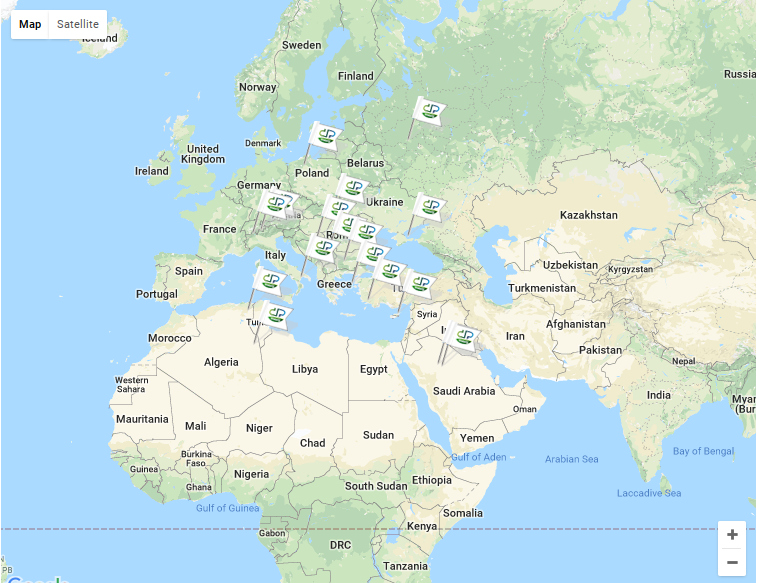 Map Satellite
Iceland
Sweden
Finland
Russia
Norway
Denmark
United
Kingdom
Ireland
Belarus
Poland
Germany
Ukraine
Kazakhstan
France
Italy
Spain
Portugal
Greece
Uzbekistan
Kyrgyzstan
Turkmenistan
Syria
Afghanistan
Iran
Pakistan
Morocco
Algeria
Libya
Egypt
Nepal
Western
Sahara
Saudi Arabia
India
Oman
Mauritania
Mali
Niger
Chad
Sudan
Yemen
Gulf of Aden
Arabian Sea
Bay of Bengal
Burkina
Faso
Guinea
Nigeria
Ghana
Ethiopia
South Sudan
Laccadive Sea
Gulf of Guinea
Somalia
Kenya
Gabon
DRC
Tanzania
+
−